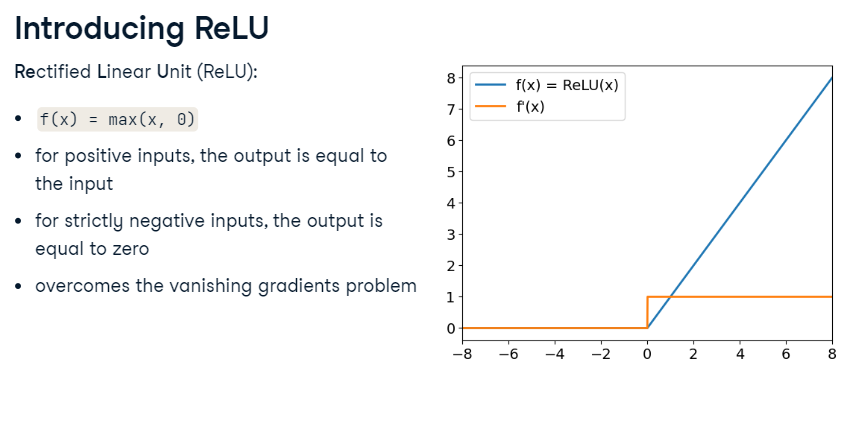 Introducing ReLU
Rectified Linear Unit (ReLU):
• f(x) = max(x, 0)
• for positive inputs, the output is equal to
the input
• for strictly negative inputs, the output is
equal to zero
• overcomes the vanishing gradients problem
f(x) = ReLU(x)
f'(x)
8
7
6
5
4
3
2
1
0
−8 −6 −4 −2 0 2 4 6 8